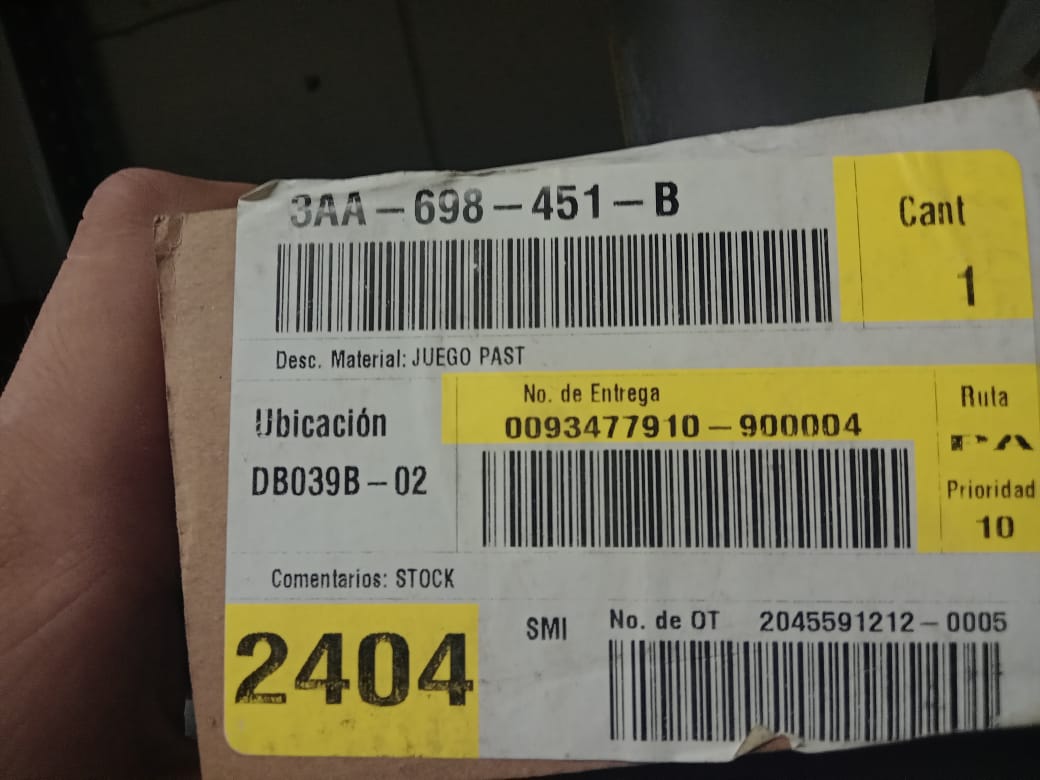 3AA-698-451-B
Cant
1
Desc. Material: JUEGO PAST
Ubicación
DB039B-02
No. de Entrega
0093477910-900004
Ruta
Prioridad
10
Comentarios: STOCK
2404
SMI
No. de OT 2045591212-0005